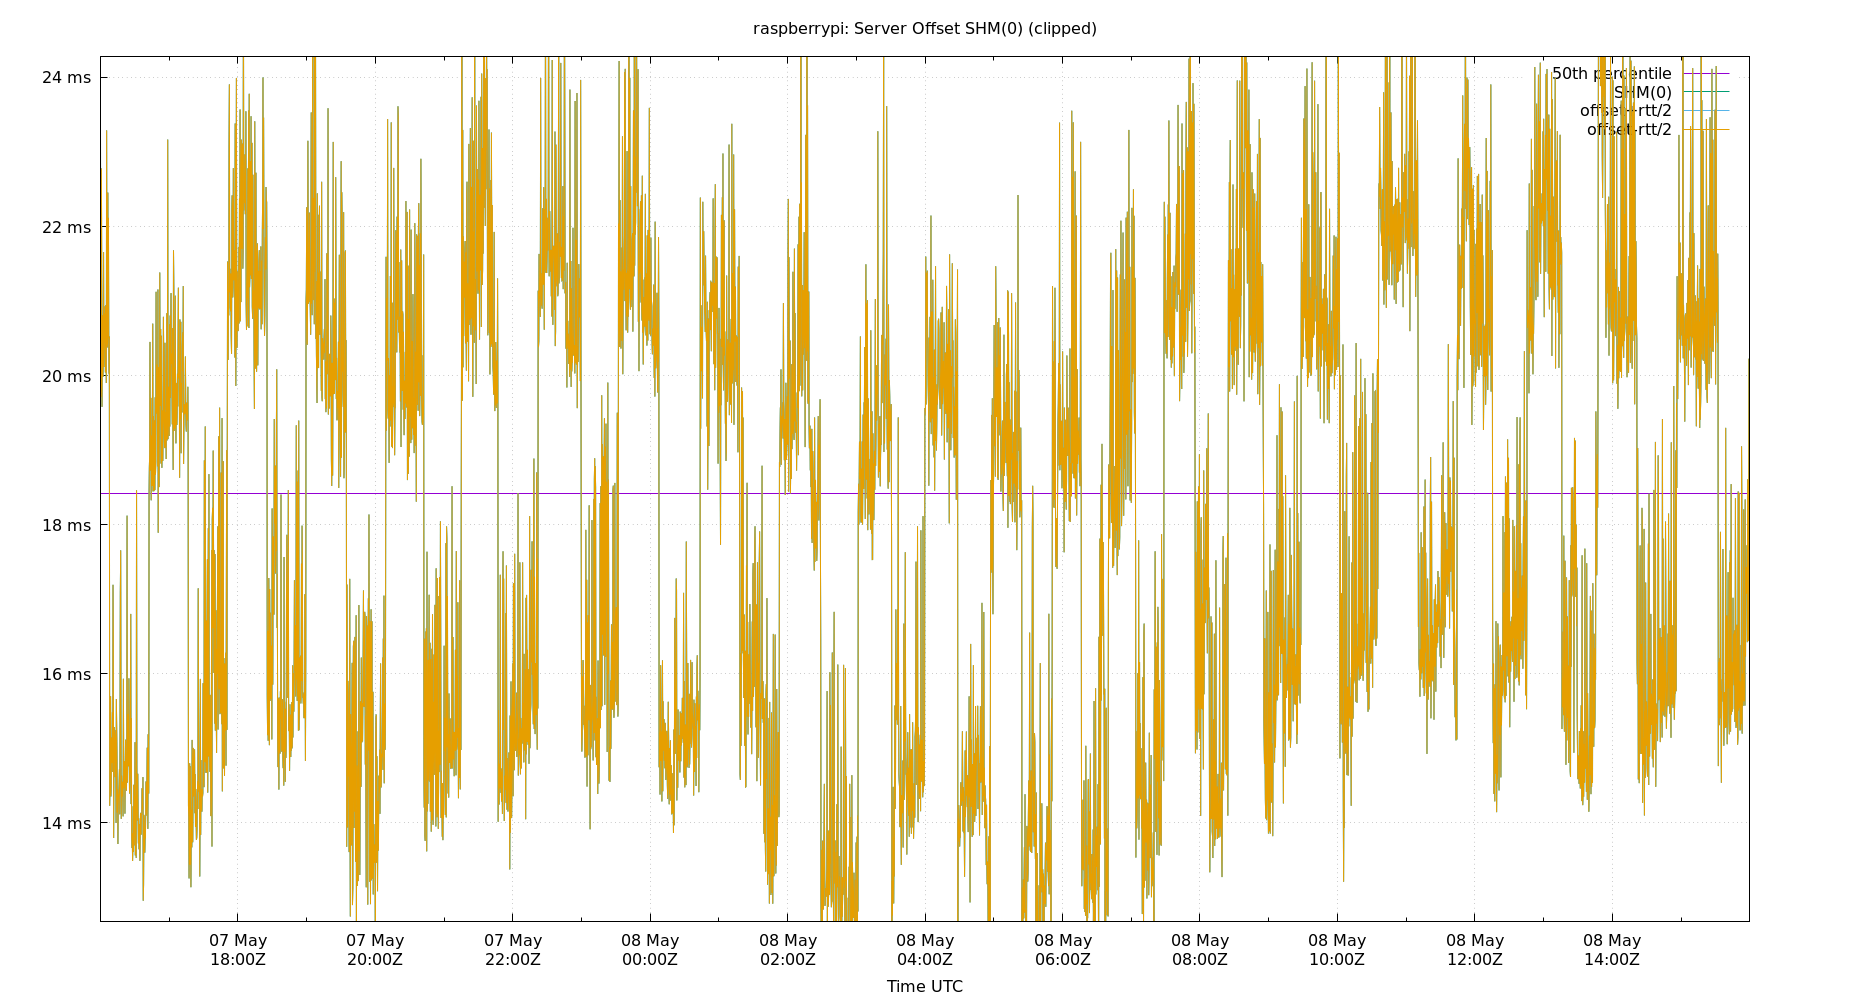 raspberrypi: Server Offset SHM(0) (clipped)
24 ms
22 ms
20 ms
18 ms
16 ms
14 ms
50th percentile
SHM(0)
offset+rtt/2
offset-rtt/2
07 May
18:00Z
07 May
20:00Z
07 May
22:00Z
08 May
00:00Z
08 May
02:00Z
08 May
04:00Z
08 May
06:00Z
08 May
08:00Z
08 May
10:00Z
08 May
12:00Z
08 May
14:00Z
Time UTC